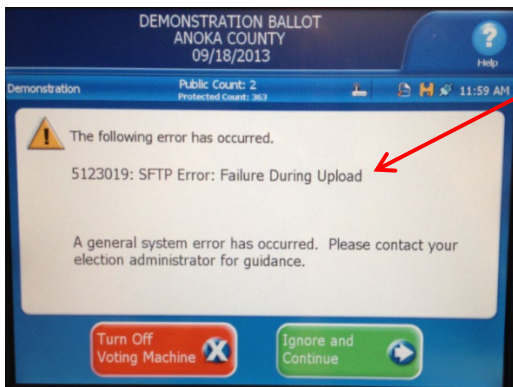 DEMONSTRATION BALLOT
ANOKA COUNTY
09/18/2013
?
Help
Demonstration
Public Count: 2
Protected Count: 363
11:59 AM
The following error has occurred.
5123019: SFTP Error: Failure During Upload
A general system error has occurred. Please contact your
election administrator for guidance.
Turn Off
Voting Machine
Ignore and
Continue